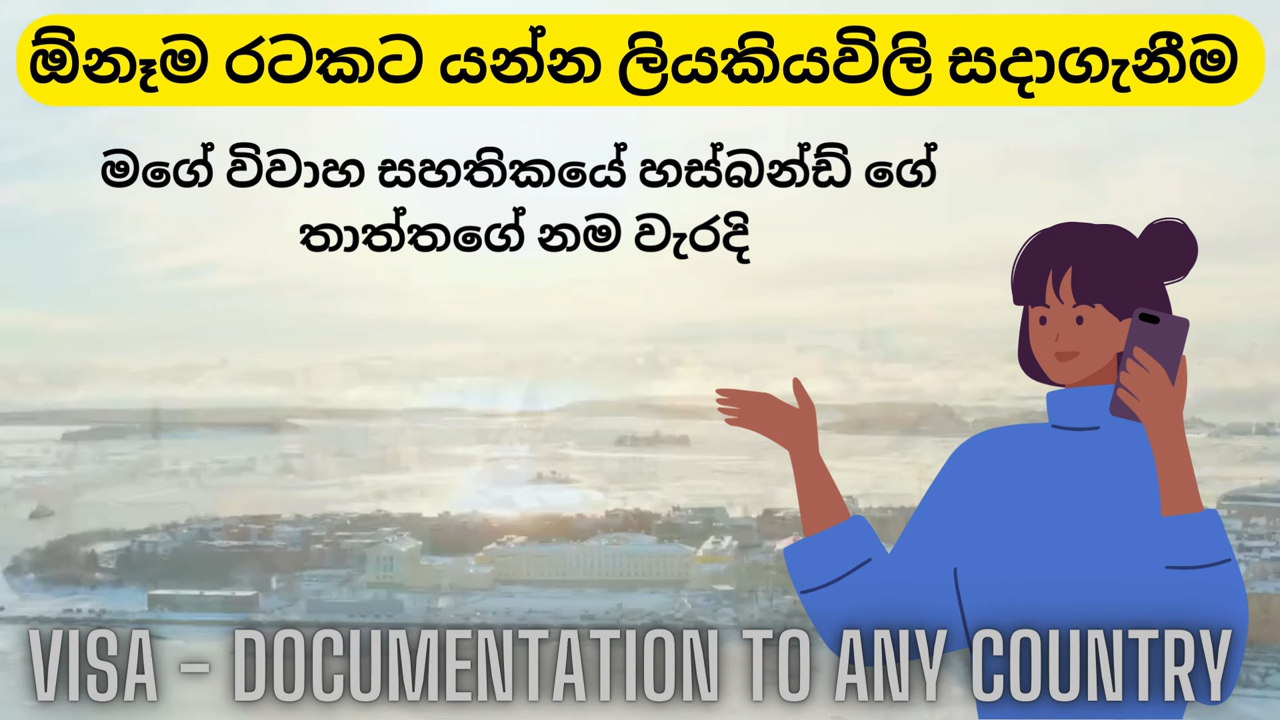 ඕනෑම රටකට යන්න ලියකියවිලි සදාගැනීම
මගේ විවාහ සහතිකයේ හස්බන්ඩ් ගේ
තාත්තගේ නම වැරදි
VISA - DOCUMENTATION TO ANY COUNTRY